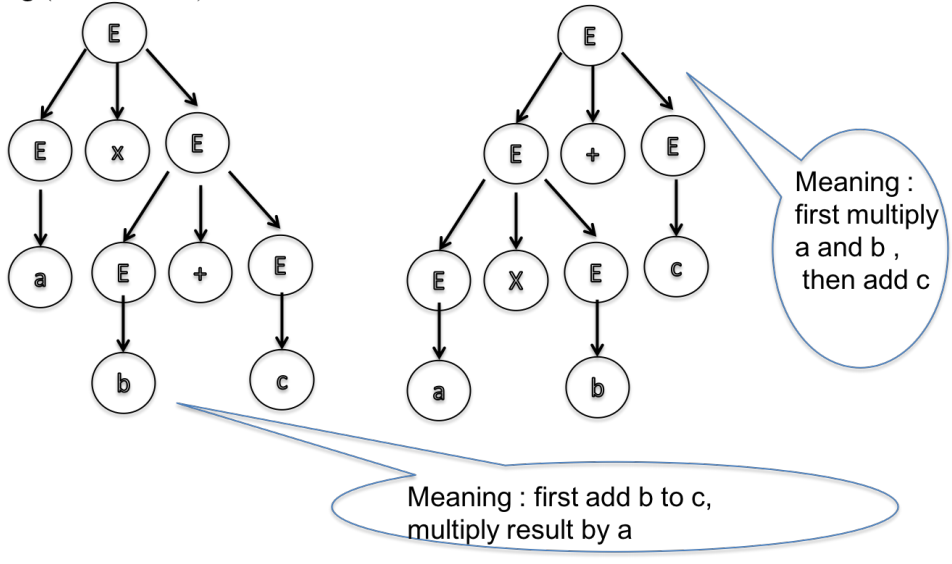 E E
E x E E + E
a E + E E X E c
b c a b
Meaning :
first multiply
a and b ,
then add c
Meaning : first add b to c,
multiply result by a